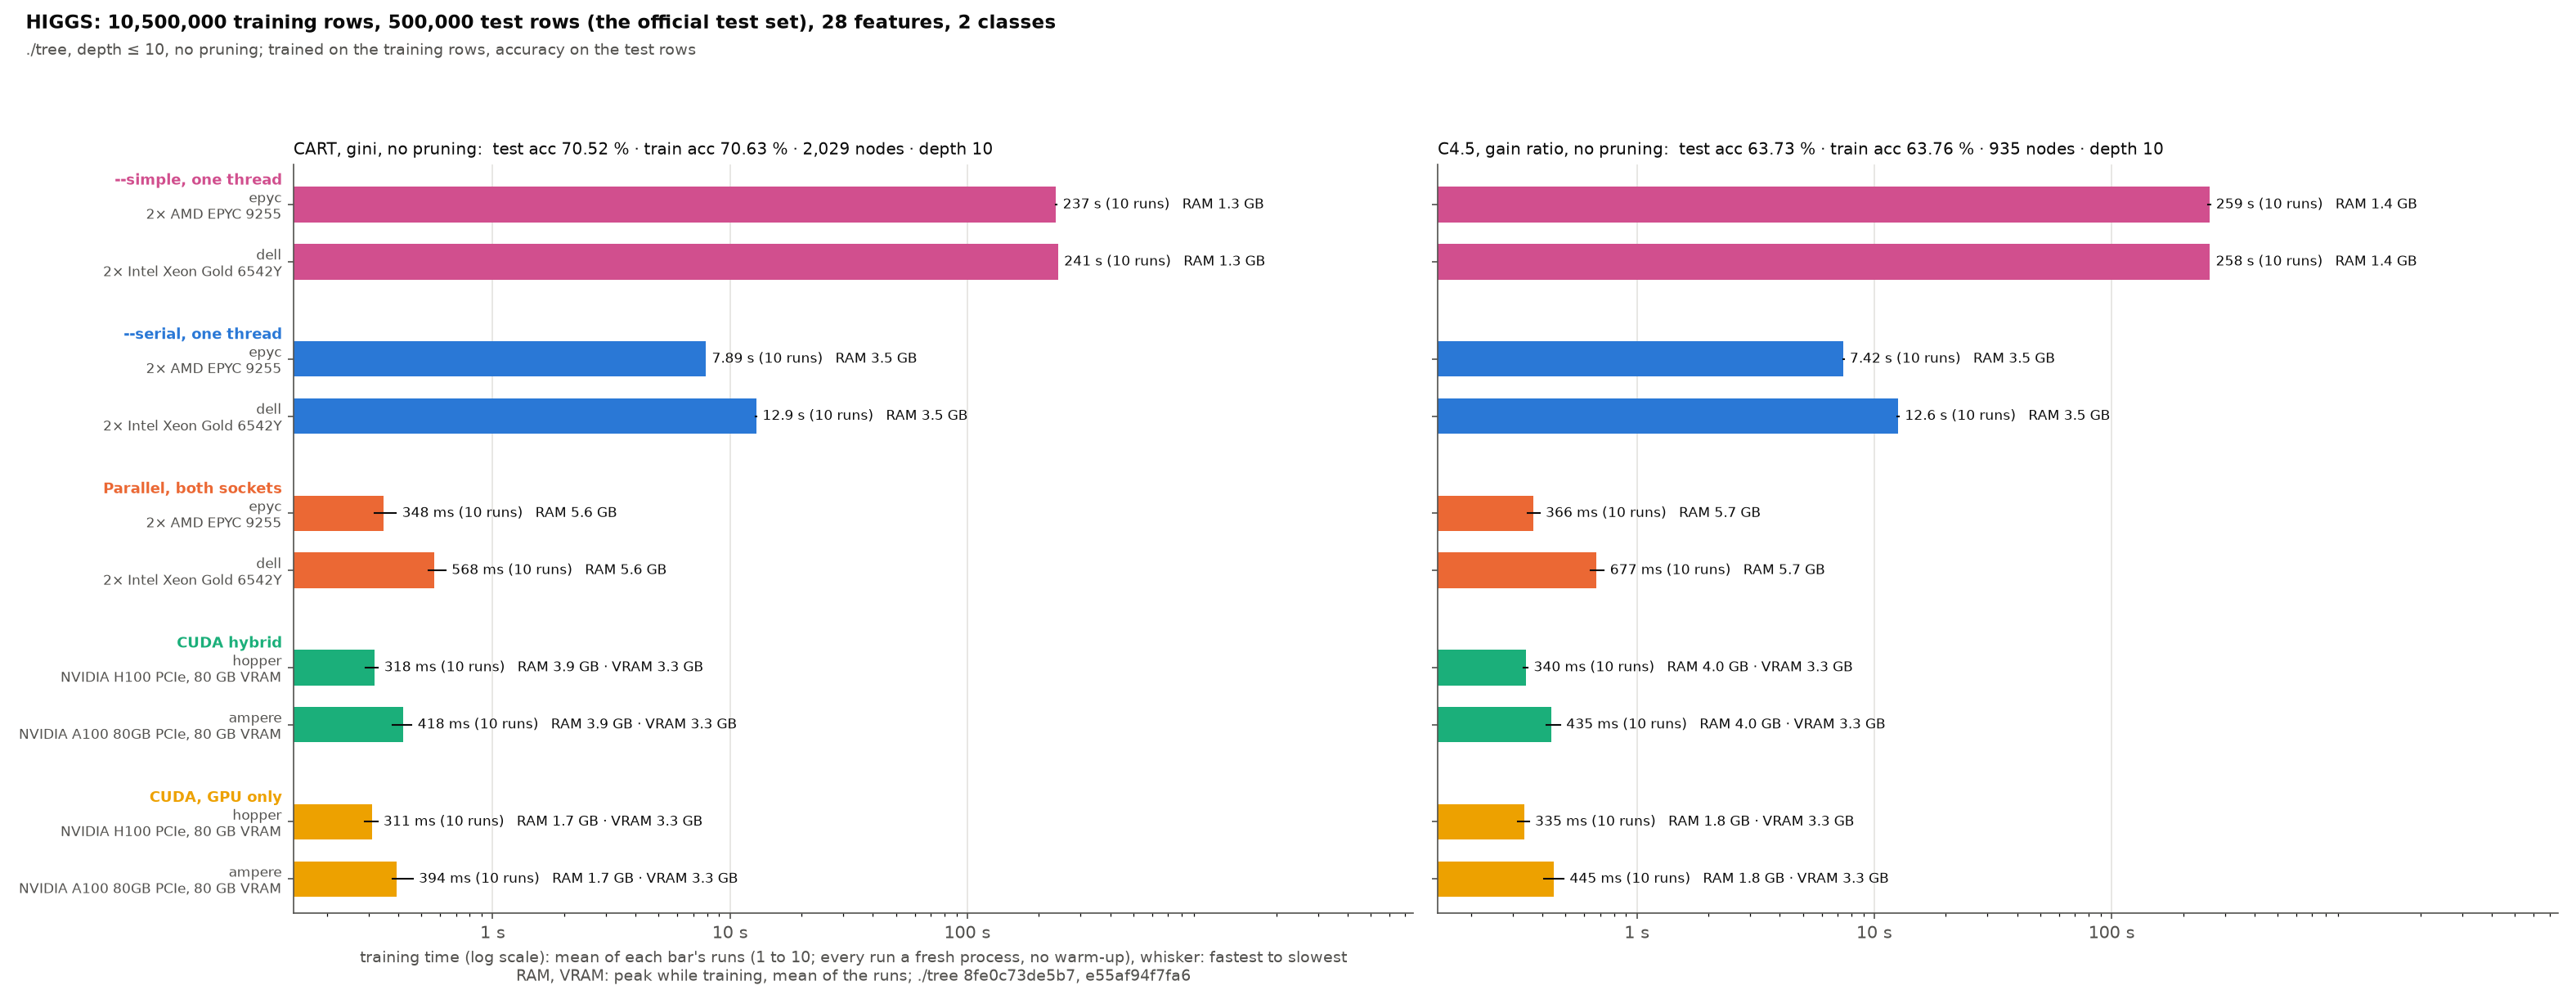 HIGGS: 10,500,000 training rows, 500,000 test rows (the official test set), 28 features, 2 classes
./tree, depth ≤ 10, no pruning; trained on the training rows, accuracy on the test rows
CART, gini, no pruning:  test acc 70.52 % · train acc 70.63 % · 2,029 nodes · depth 10
--simple, one thread
epyc
2× AMD EPYC 9255
237 s (10 runs)   RAM 1.3 GB
dell
2× Intel Xeon Gold 6542Y
241 s (10 runs)   RAM 1.3 GB
--serial, one thread
epyc
2× AMD EPYC 9255
7.89 s (10 runs)   RAM 3.5 GB
dell
2× Intel Xeon Gold 6542Y
12.9 s (10 runs)   RAM 3.5 GB
Parallel, both sockets
epyc
2× AMD EPYC 9255
348 ms (10 runs)   RAM 5.6 GB
dell
2× Intel Xeon Gold 6542Y
568 ms (10 runs)   RAM 5.6 GB
CUDA hybrid
hopper
NVIDIA H100 PCIe, 80 GB VRAM
318 ms (10 runs)   RAM 3.9 GB · VRAM 3.3 GB
ampere
NVIDIA A100 80GB PCIe, 80 GB VRAM
418 ms (10 runs)   RAM 3.9 GB · VRAM 3.3 GB
CUDA, GPU only
hopper
NVIDIA H100 PCIe, 80 GB VRAM
311 ms (10 runs)   RAM 1.7 GB · VRAM 3.3 GB
ampere
NVIDIA A100 80GB PCIe, 80 GB VRAM
394 ms (10 runs)   RAM 1.7 GB · VRAM 3.3 GB
1 s 10 s 100 s
C4.5, gain ratio, no pruning:  test acc 63.73 % · train acc 63.76 % · 935 nodes · depth 10
259 s (10 runs)   RAM 1.4 GB
258 s (10 runs)   RAM 1.4 GB
7.42 s (10 runs)   RAM 3.5 GB
12.6 s (10 runs)   RAM 3.5 GB
366 ms (10 runs)   RAM 5.7 GB
677 ms (10 runs)   RAM 5.7 GB
340 ms (10 runs)   RAM 4.0 GB · VRAM 3.3 GB
435 ms (10 runs)   RAM 4.0 GB · VRAM 3.3 GB
335 ms (10 runs)   RAM 1.8 GB · VRAM 3.3 GB
445 ms (10 runs)   RAM 1.8 GB · VRAM 3.3 GB
1 s 10 s 100 s
training time (log scale): mean of each bar's runs (1 to 10; every run a fresh process, no warm-up), whisker: fastest to slowest
RAM, VRAM: peak while training, mean of the runs; ./tree 8fe0c73de5b7, e55af94f7fa6